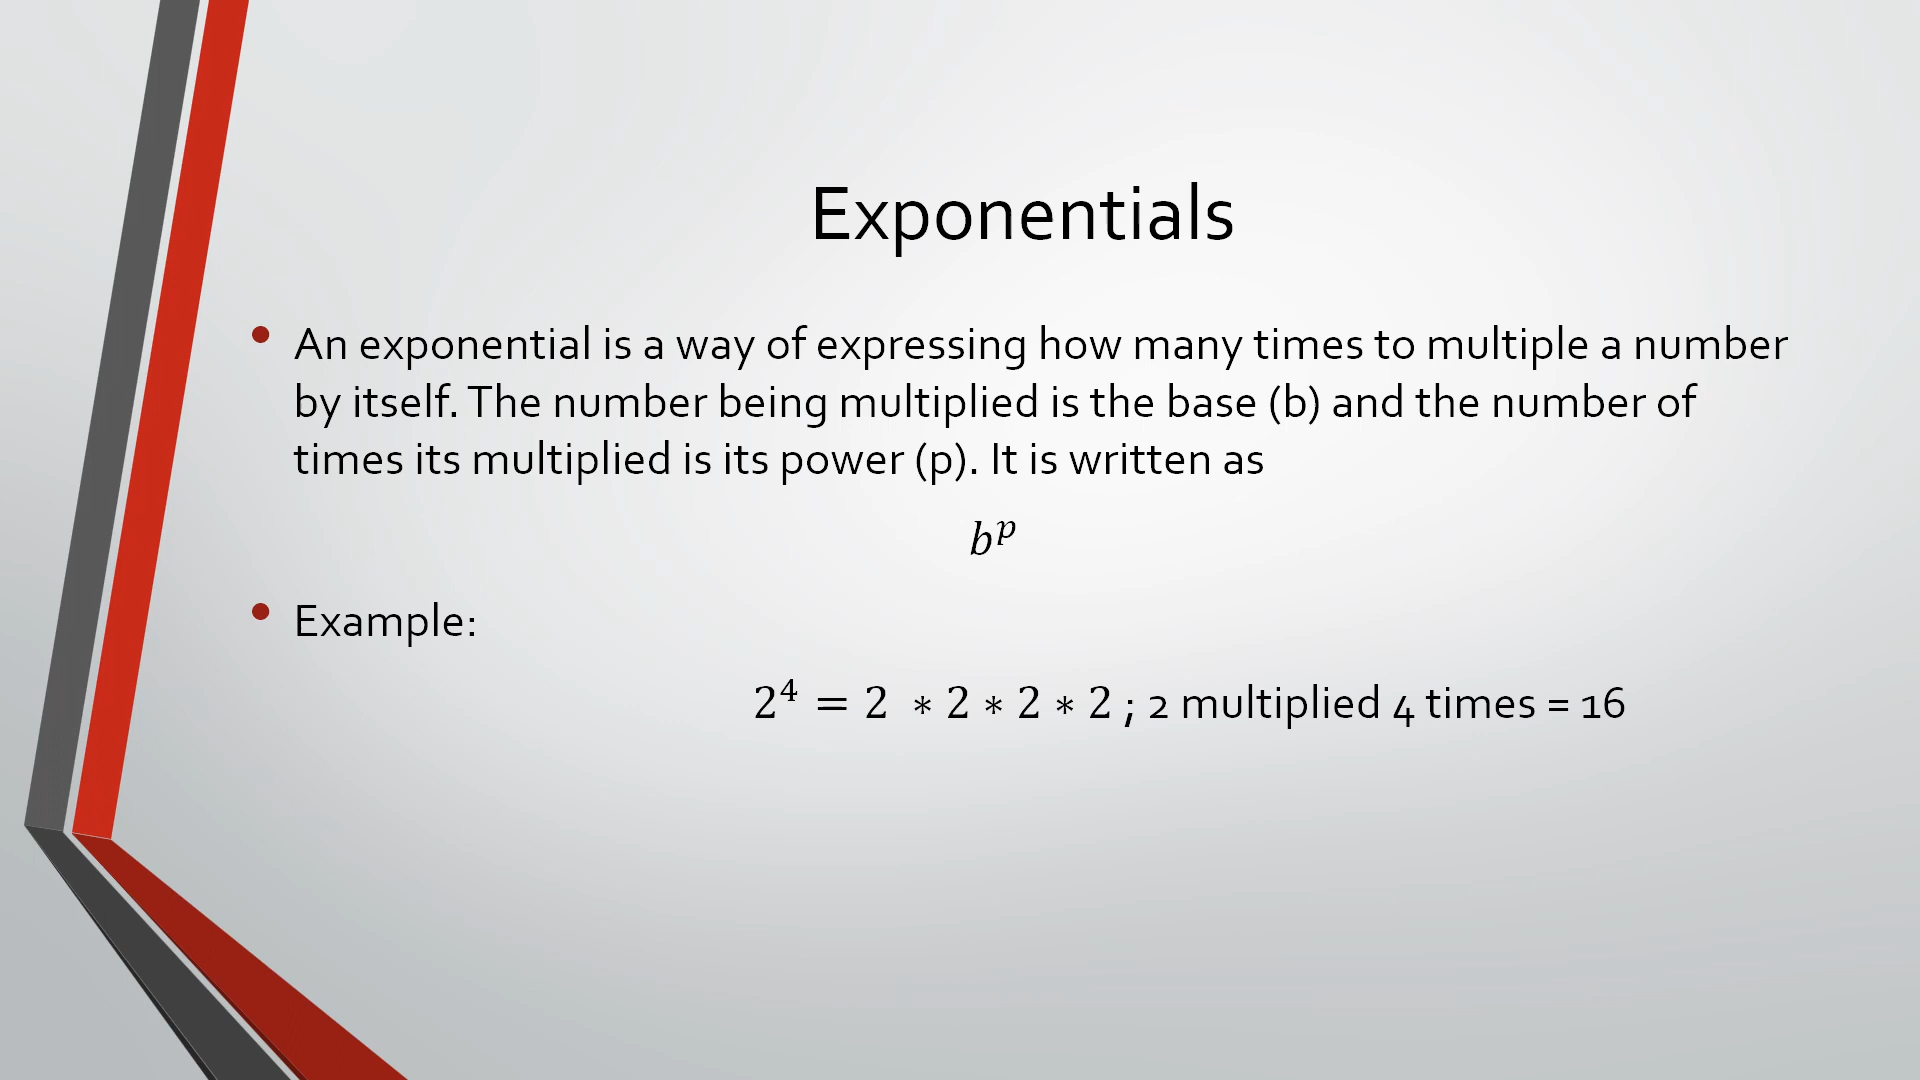 Exponentials
• An exponential is a way of expressing how many times to multiple a number
by itself. The number being multiplied is the base (b) and the number of
times its multiplied is its power (p). It is written as
bᵖ
• Example:
2⁴ = 2 ∗ 2 ∗ 2 ∗ 2 ; 2 multiplied 4 times = 16